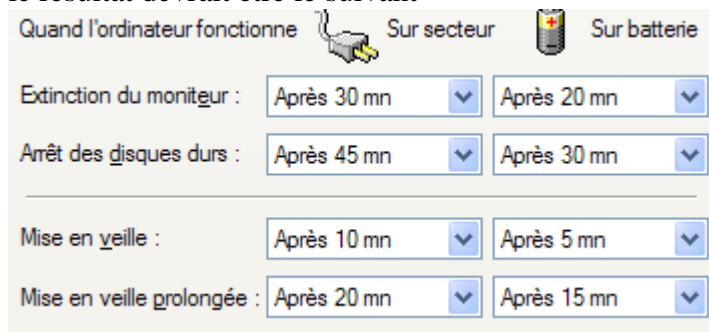 le résultat devrait être le suivant
Quand l'ordinateur fonctionne Sur secteur Sur batterie
Extinction du moniteur : Après 30 mn Après 20 mn
Arrêt des disques durs : Après 45 mn Après 30 mn
Mise en veille : Après 10 mn Après 5 mn
Mise en veille prolongée : Après 20 mn Après 15 mn